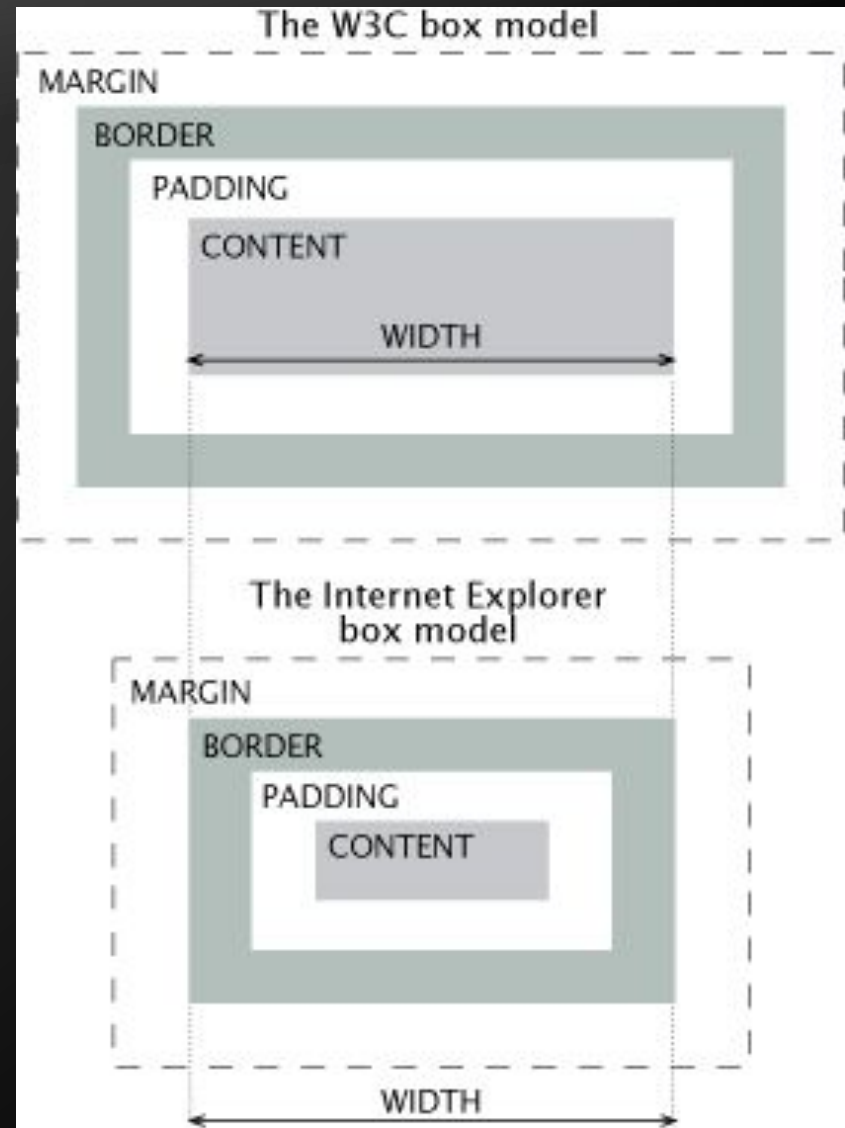 The W3C box model
MARGIN
BORDER
PADDING
CONTENT
WIDTH
The Internet Explorer
box model
MARGIN
BORDER
PADDING
CONTENT
WIDTH